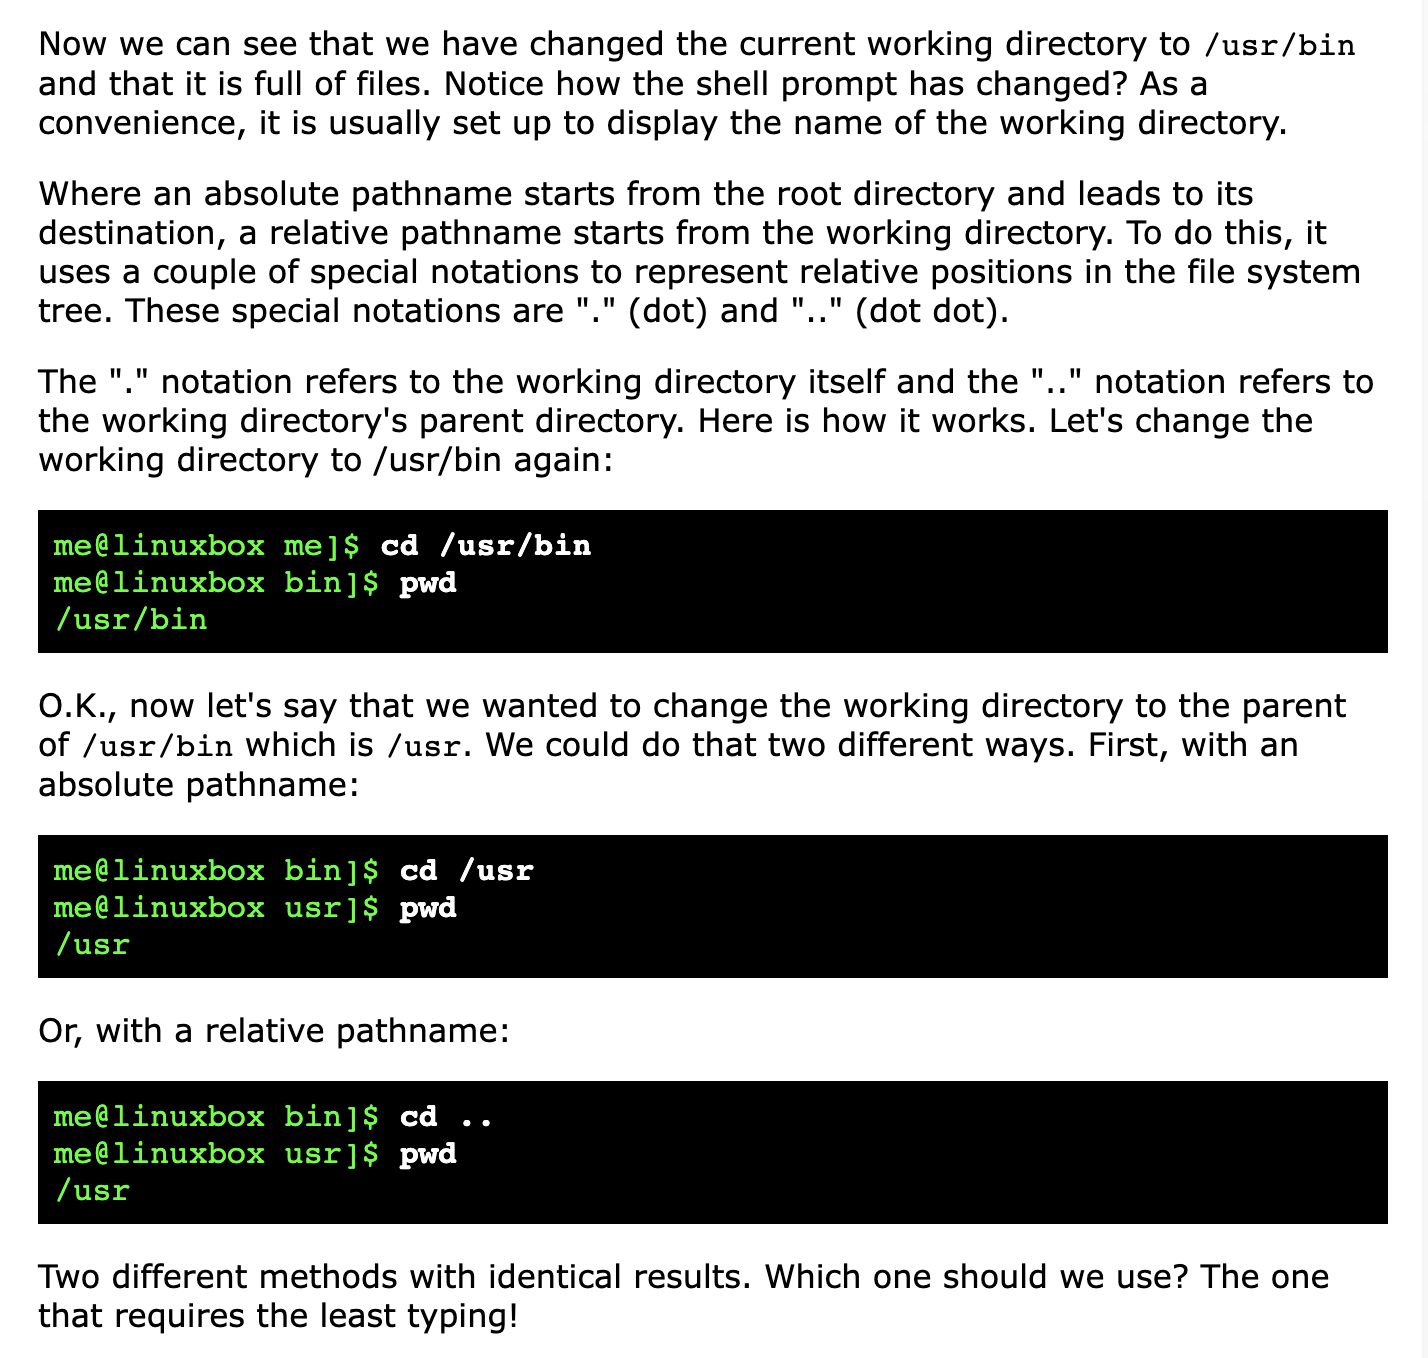 Now we can see that we have changed the current working directory to /usr/bin
and that it is full of files. Notice how the shell prompt has changed? As a
convenience, it is usually set up to display the name of the working directory.
Where an absolute pathname starts from the root directory and leads to its
destination, a relative pathname starts from the working directory. To do this, it
uses a couple of special notations to represent relative positions in the file system
tree. These special notations are "." (dot) and ".." (dot dot).
The "." notation refers to the working directory itself and the ".." notation refers to
the working directory's parent directory. Here is how it works. Let's change the
working directory to /usr/bin again:
me@linuxbox me]$ cd /usr/bin
me@linuxbox bin]$ pwd
/usr/bin
O.K., now let's say that we wanted to change the working directory to the parent
of /usr/bin which is /usr. We could do that two different ways. First, with an
absolute pathname:
me@linuxbox bin]$ cd /usr
me@linuxbox usr]$ pwd
/usr
Or, with a relative pathname:
me@linuxbox bin]$ cd ..
me@linuxbox usr]$ pwd
/usr
Two different methods with identical results. Which one should we use? The one
that requires the least typing!